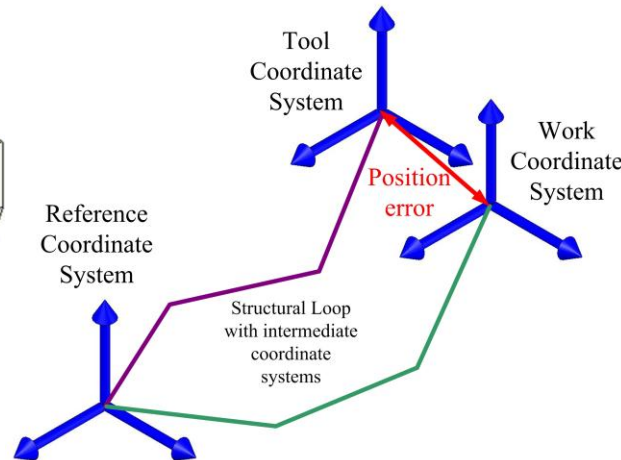 Tool
Coordinate
System
Work
Coordinate
System
Position
error
Reference
Coordinate
System
Structural Loop
with intermediate
coordinate
systems